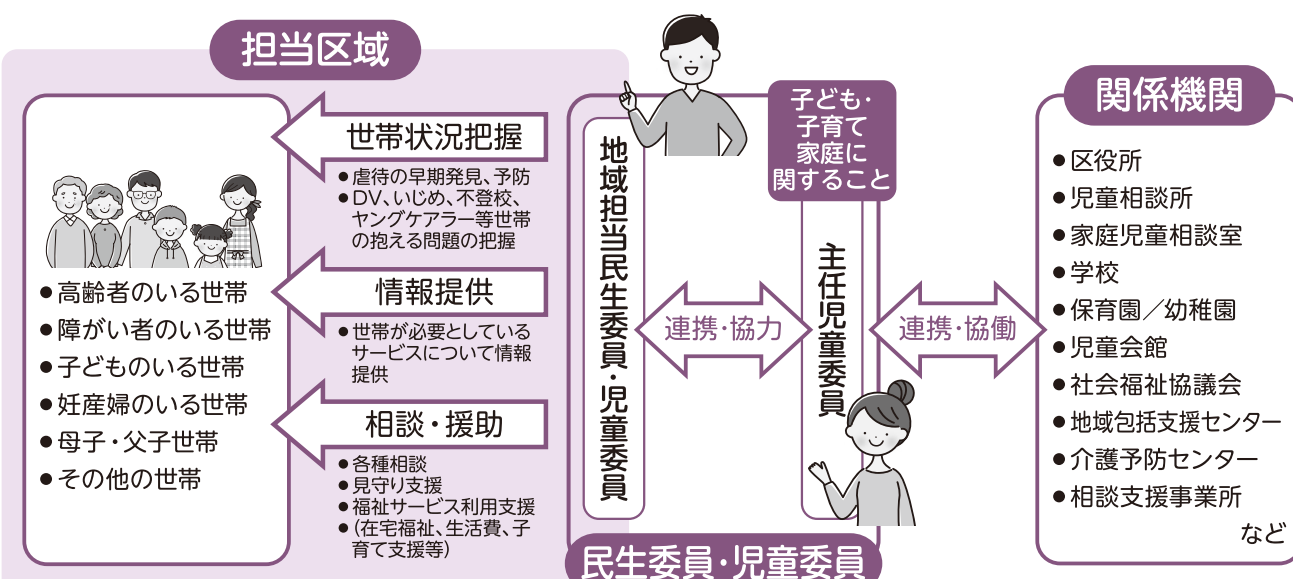 担当区域
●高齢者のいる世帯
●障がい者のいる世帯
●子どものいる世帯
●妊産婦のいる世帯
●母子・父子世帯
●その他の世帯
世帯状況把握
●虐待の早期発見、予防
●DV、いじめ、不登校、
ヤングケアラー等世帯
の抱える問題の把握
情報提供
●世帯が必要としている
サービスについて情報
提供
相談・援助
●各種相談
●見守り支援
●福祉サービス利用支援
●(在宅福祉、生活費、子
育て支援等)
地域担当民生委員・児童委員
連携・協力
子ども・
子育て
家庭に
関すること
主任児童委員
民生委員・児童委員
連携・協働
関係機関
●区役所
●児童相談所
●家庭児童相談室
●学校
●保育園／幼稚園
●児童会館
●社会福祉協議会
●地域包括支援センター
●介護予防センター
●相談支援事業所
など